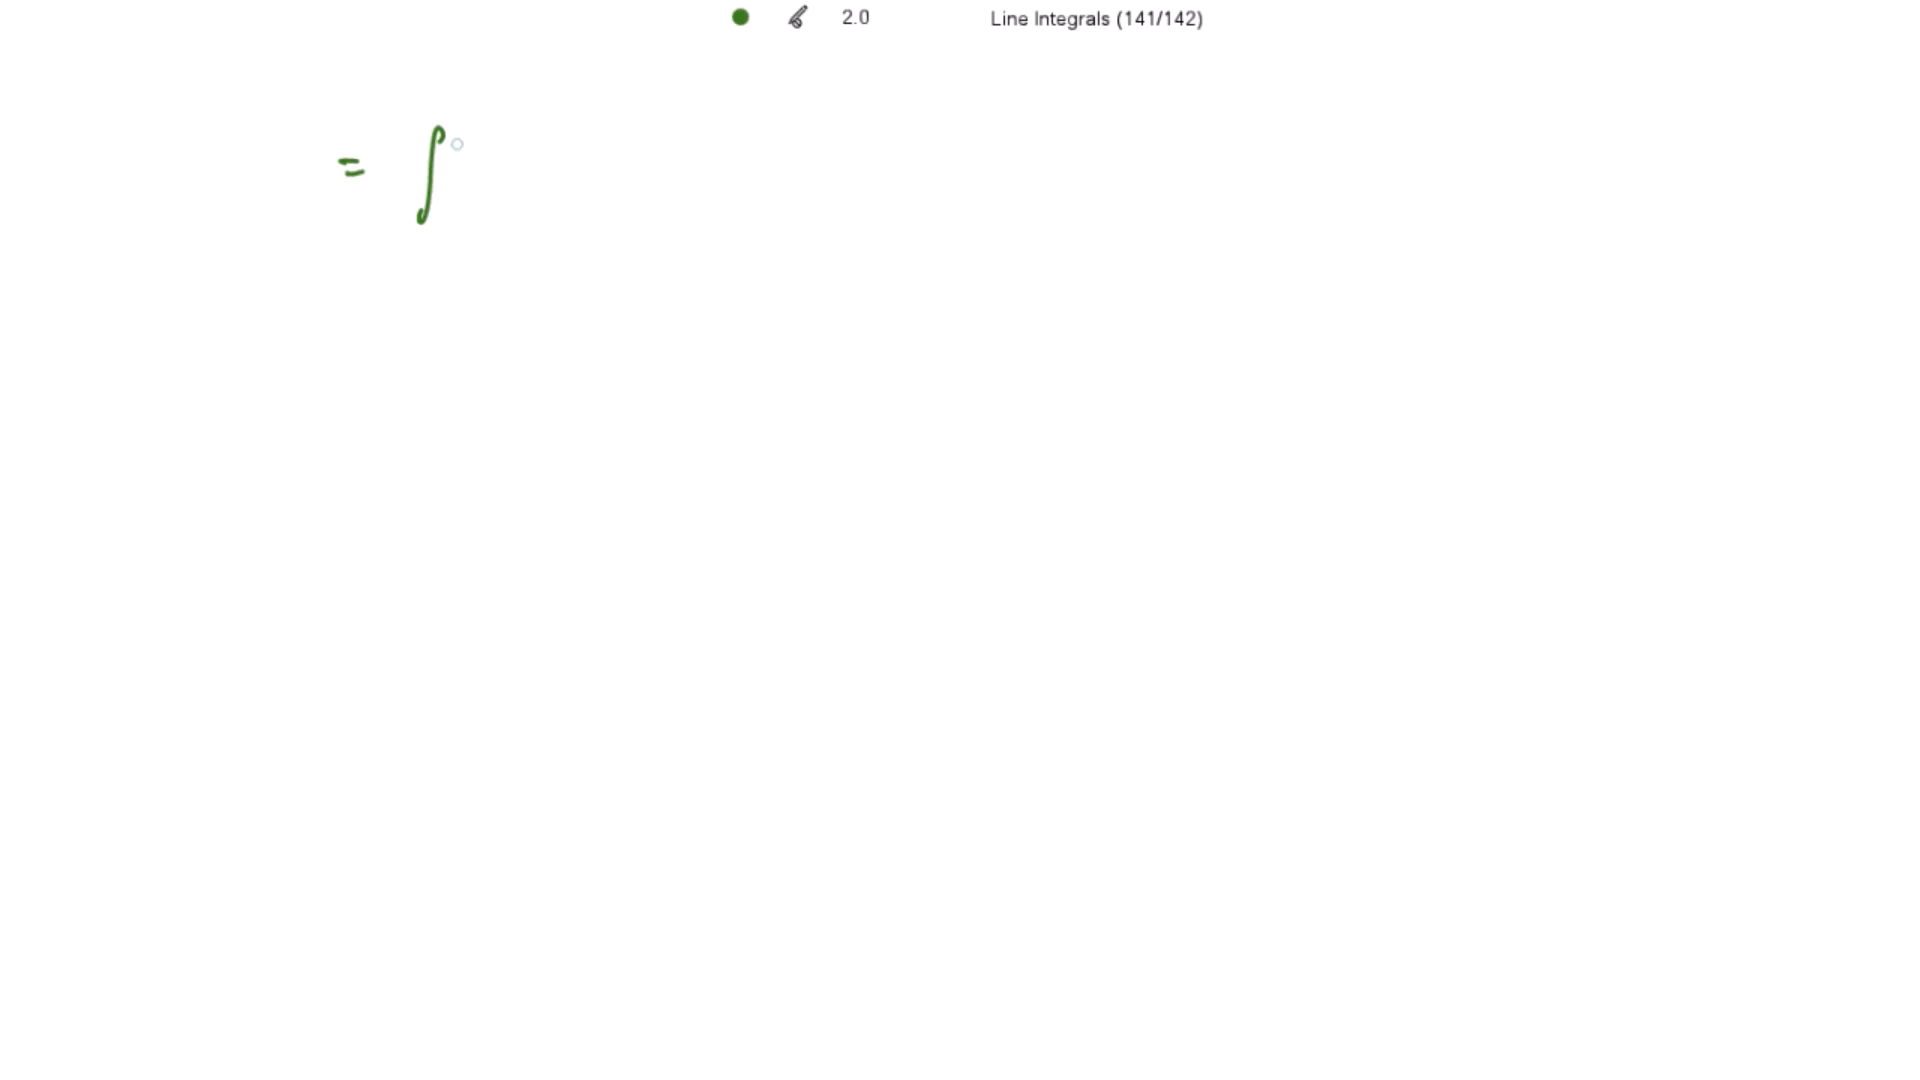 2.0 Line Integrals (141/142)
= ∫